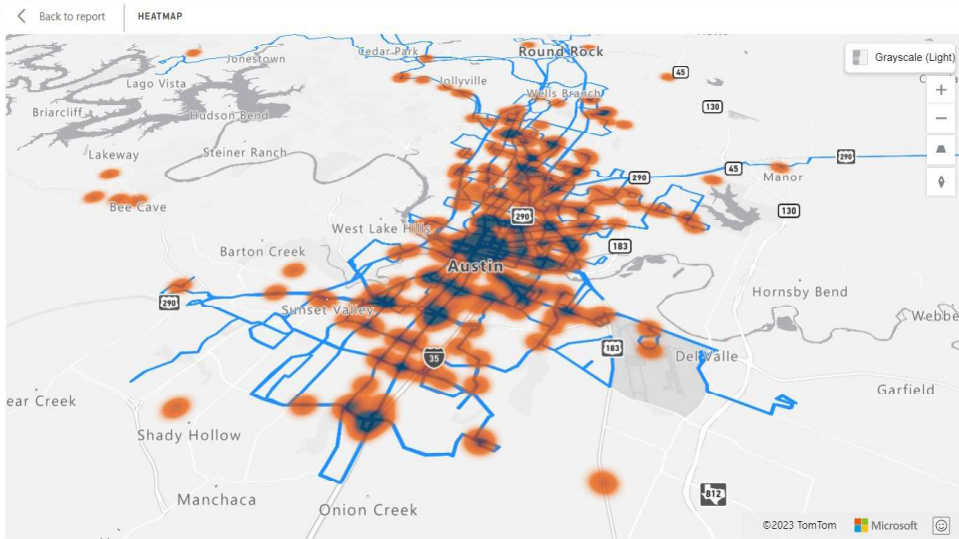 Back to report
HEATMAP
Cedar Park
Round Rock
Jonestown
45
Grayscale (Light)
Lago Vista
Jollyville
Wells Branch
130
Briarcliff
Hudson Bend
Lakeway
Steiner Ranch
290
45
290
Manor
Bee Cave
130
290
West Lake Hills
183
Barton Creek
Austin
Hornsby Bend
290
Sunset Valley
Webbe
183
35
Del Valle
Garfield
ear Creek
Shady Hollow
Manchaca
812
Onion Creek
©2023 TomTom
Microsoft